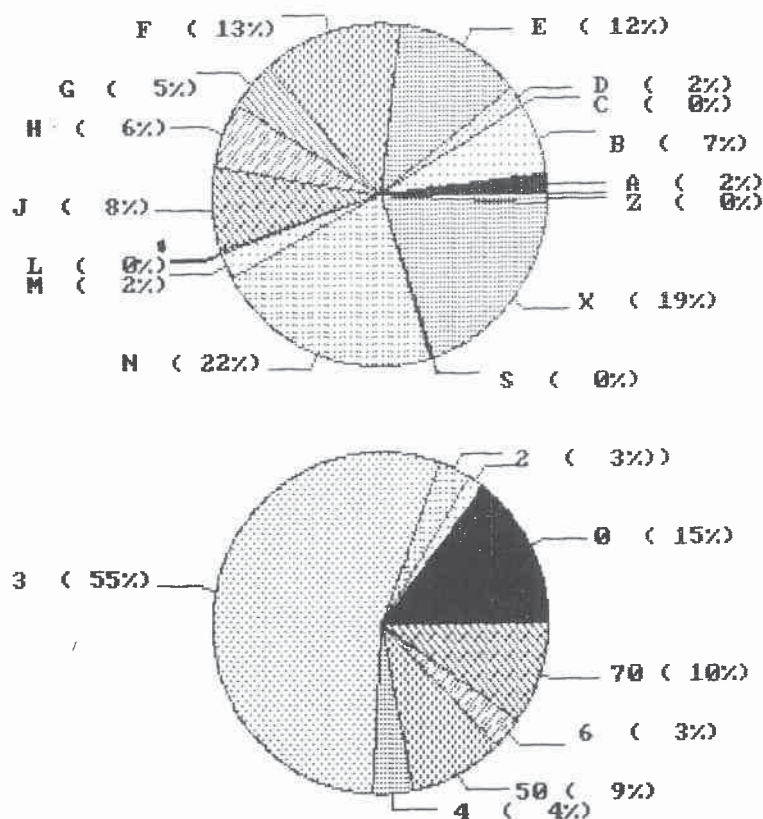 F ( 13%)
E ( 12%)
G ( 5%)
D ( 2%)
C ( 0%)
H ( 6%)
B ( 7%)
A ( 2%)
Z ( 0%)
J ( 8%)
L ( 0%)
M ( 2%)
X ( 19%)
N ( 22%)
S ( 0%)
2 ( 3%))
0 ( 15%)
3 ( 55%)
70 ( 10%)
6 ( 3%)
50 ( 9%)
4 ( 4%)